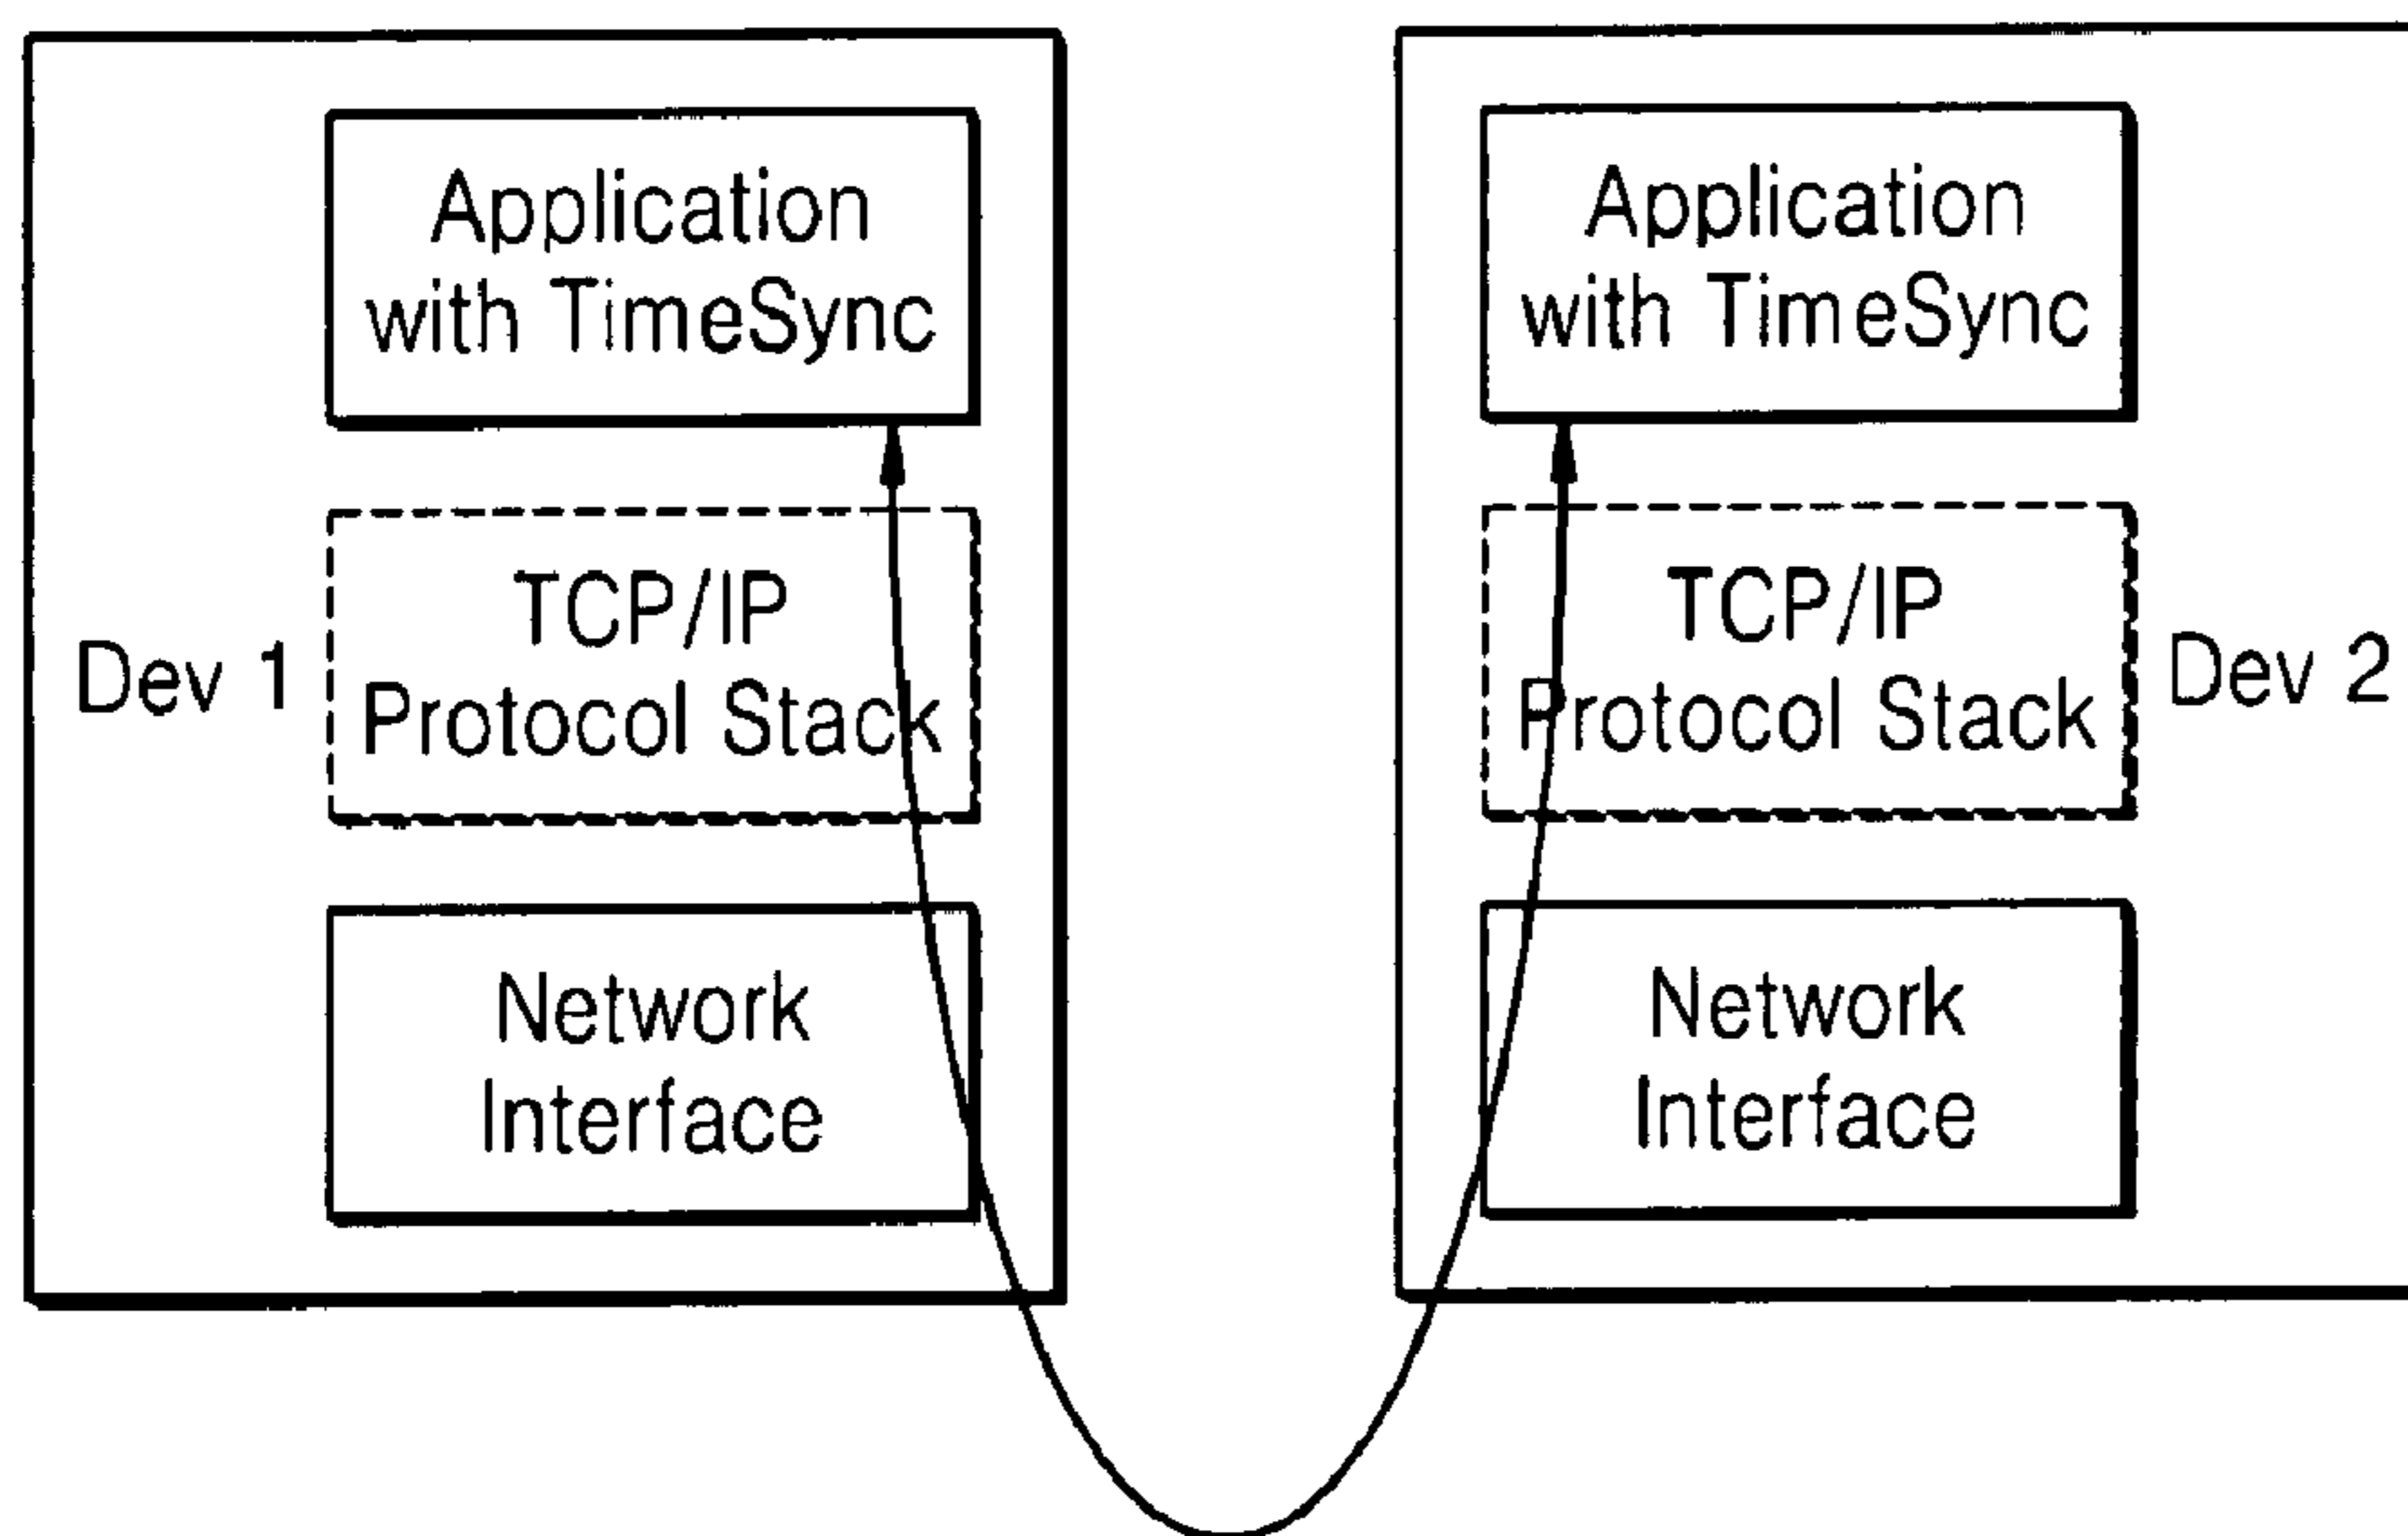 Application
with TimeSync
TCP/IP
Protocol Stack
Dev 1
Network
Interface
Application
with TimeSync
TCP/IP
Protocol Stack
Dev 2
Network
Interface